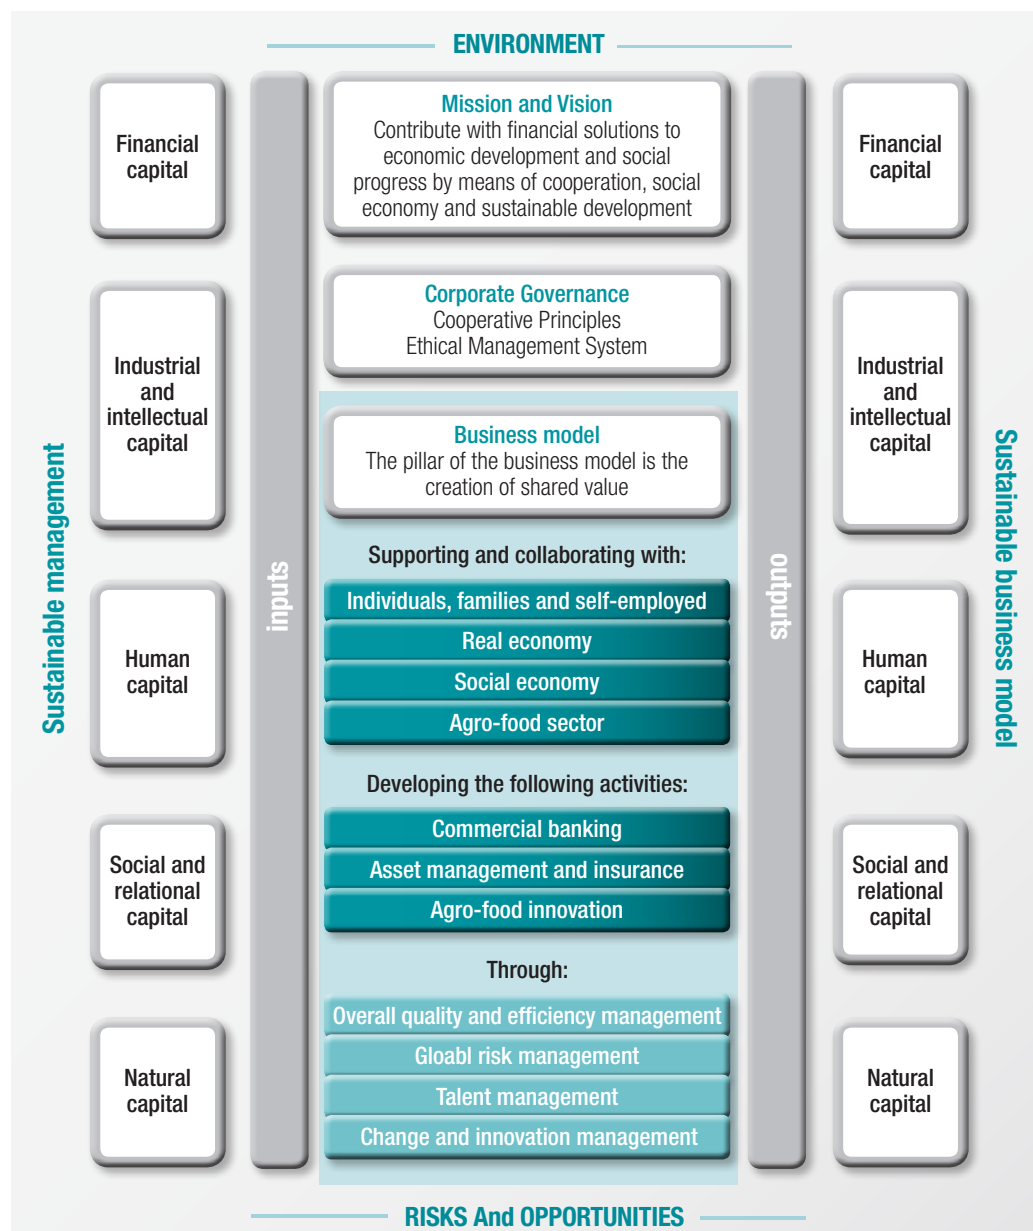 ENVIRONMENT
Sustainable management
Financial
capital
Industrial
and
intellectual
capital
Human
capital
Social and
relational
capital
Natural
capital
inputs
Mission and Vision
Contribute with financial solutions to
economic development and social
progress by means of cooperation, social
economy and sustainable development
Corporate Governance
Cooperative Principles
Ethical Management System
Business model
The pillar of the business model is the
creation of shared value
Supporting and collaborating with:
Individuals, families and self-employed
Real economy
Social economy
Agro-food sector
Developing the following activities:
Commercial banking
Asset management and insurance
Agro-food innovation
Through:
Overall quality and efficiency management
Gloabl risk management
Talent management
Change and innovation management
outputs
Financial
capital
Industrial
and
intellectual
capital
Human
capital
Social and
relational
capital
Natural
capital
Sustainable business model
RISKS And OPPORTUNITIES